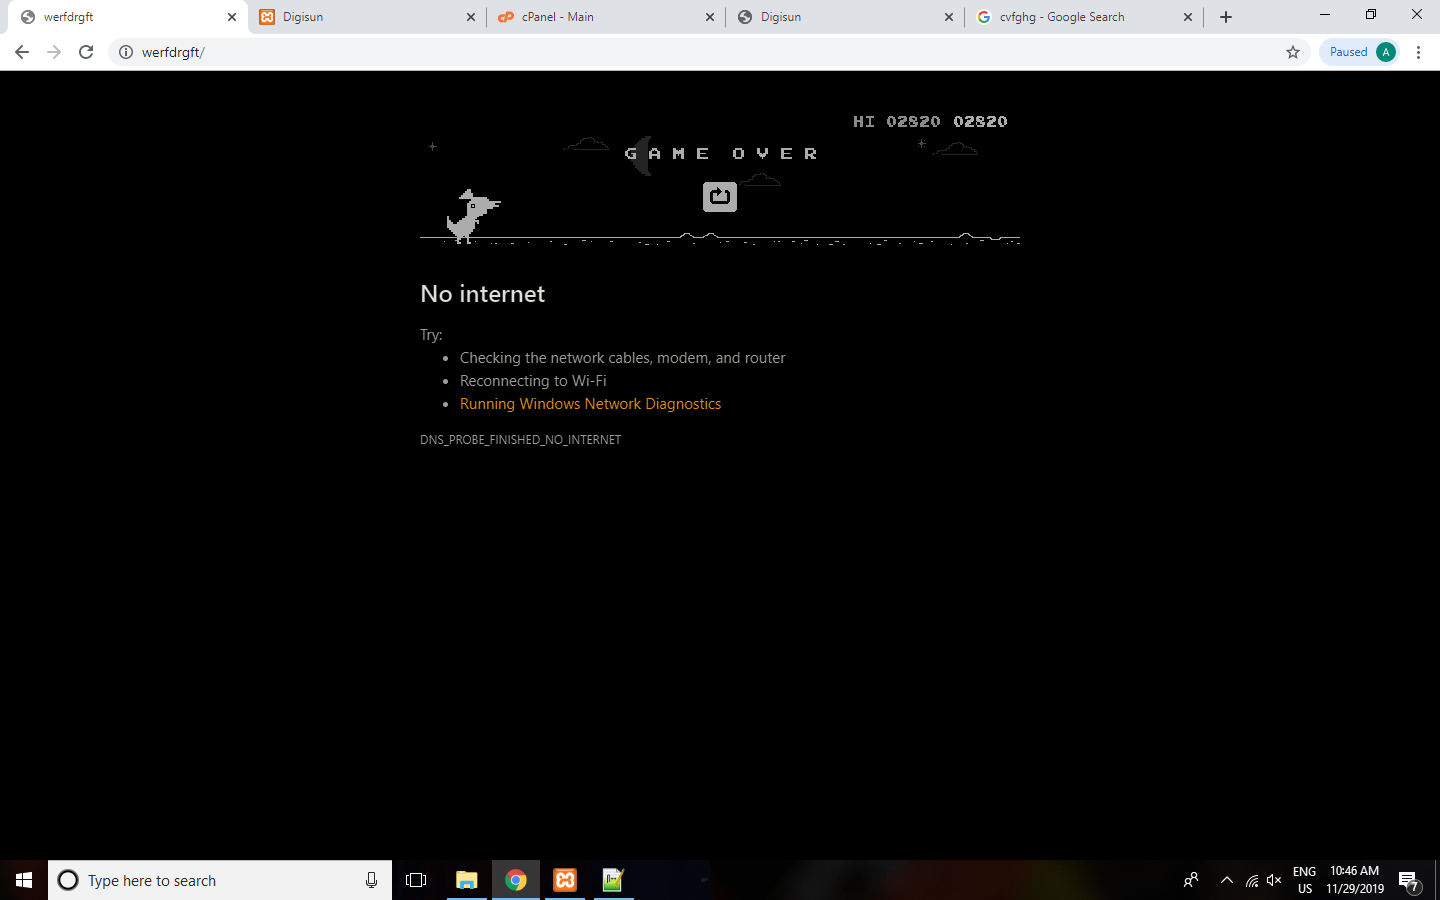 werfdrgft
Digisun
cPanel - Main
Digisun
cvfghg - Google Search
werfdrgft/
Paused
A
HI 02820 02820
GAME OVER
No internet
Try:
Checking the network cables, modem, and router
Reconnecting to Wi-Fi
Running Windows Network Diagnostics
DNS_PROBE_FINISHED_NO_INTERNET
Type here to search
ENG
US
10:46 AM
11/29/2019
7